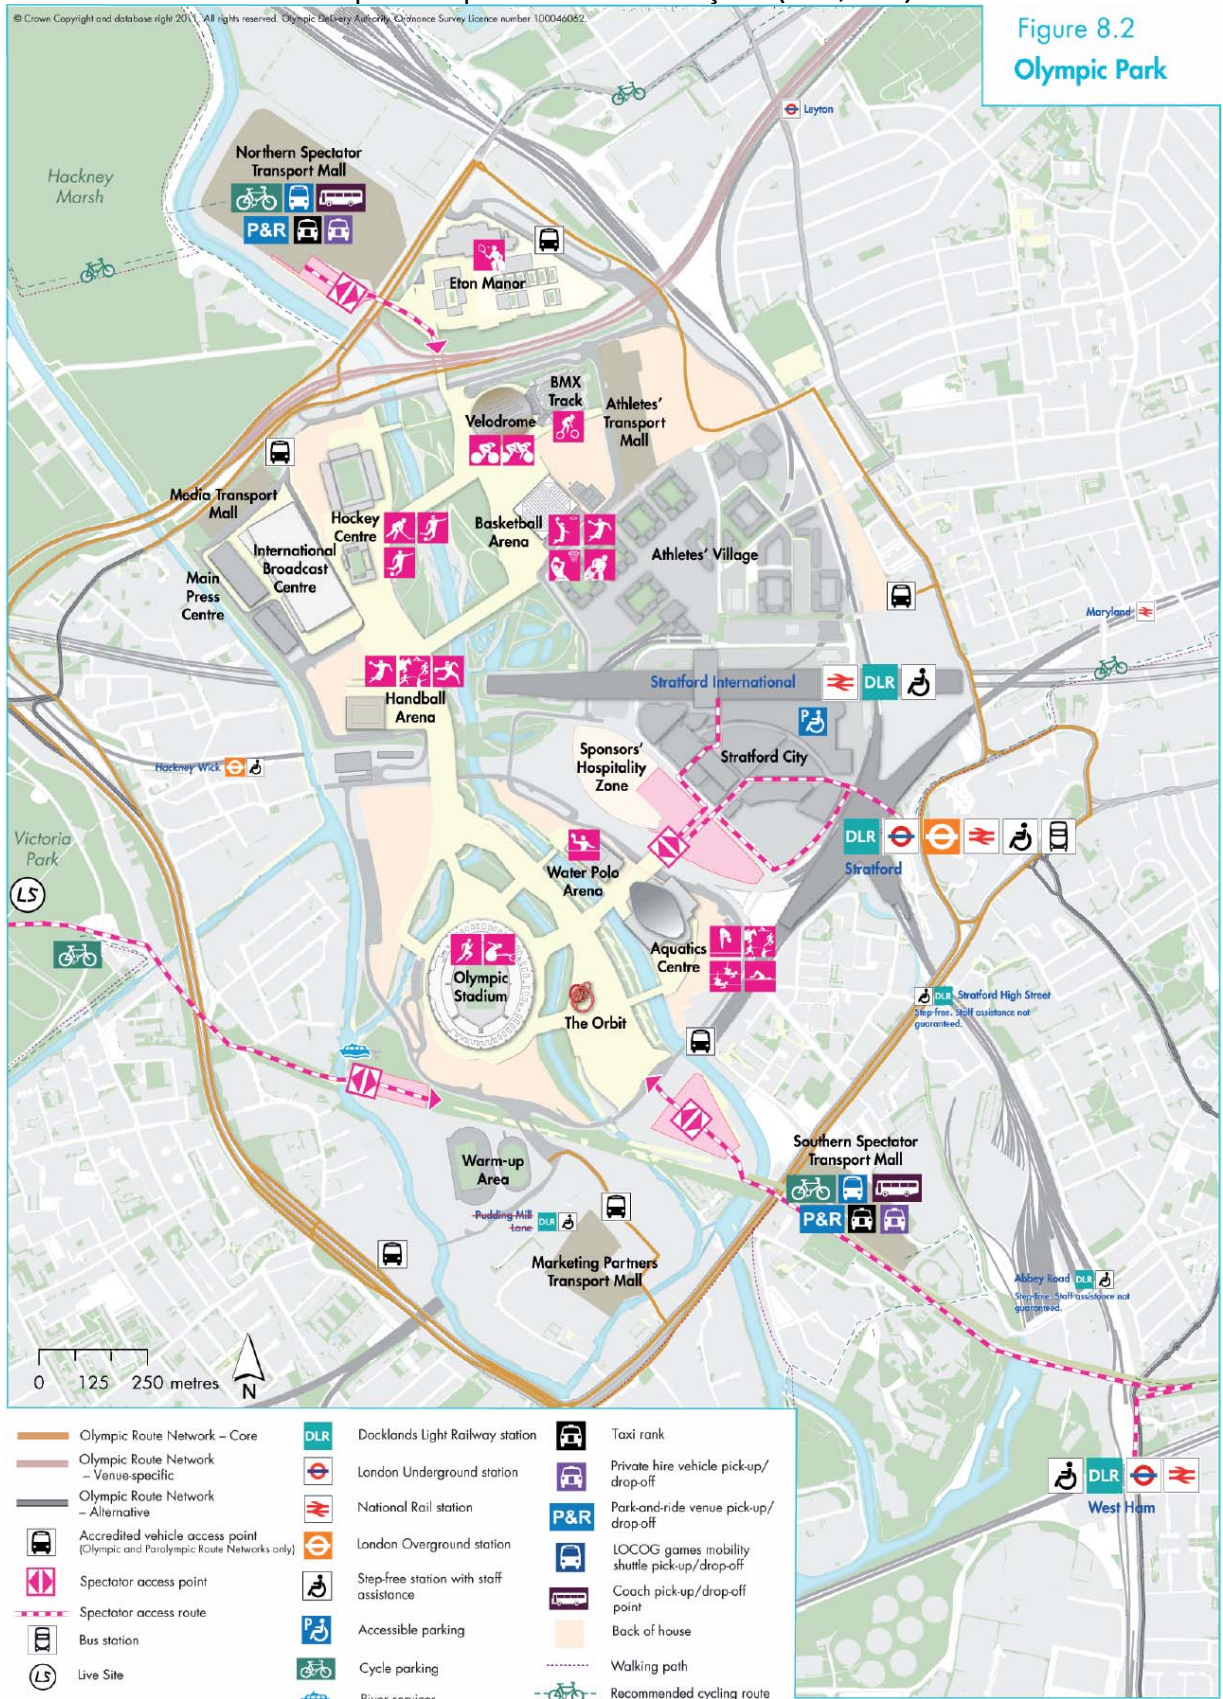 © Crown Copyright and database right 2011. All rights reserved. Olympic Delivery Authority. Ordnance Survey Licence number 100046062.
Figure 8.2
Olympic Park
Leyton
Northern Spectator
Transport Mall
P&R
Hackney
Marsh
Eton Manor
BMX
Track
Velodrome
Athletes'
Transport
Mall
Media Transport
Mall
Hockey
Centre
Basketball
Arena
International
Broadcast
Centre
Athletes' Village
Main
Press
Centre
Maryland
Handball
Arena
Stratford International
DLR
P
Stratford City
Sponsors'
Hospitality
Zone
Hackney Wick
Victoria
Park
LS
DLR
Stratford
Water Polo
Arena
Aquatics
Centre
Olympic
Stadium
The Orbit
DLR
Stratford High Street
Step-free. Staff assistance not
guaranteed.
Southern Spectator
Transport Mall
P&R
Warm-up
Area
Pudding Mill
Lane
DLR
Marketing Partners
Transport Mall
Abbey Road
DLR
Step-free. Staff assistance not
guaranteed.
0 125 250 metres
N
DLR
West Ham
Olympic Route Network – Core
Olympic Route Network
– Venue-specific
Olympic Route Network
– Alternative
Accredited vehicle access point
(Olympic and Paralympic Route Networks only)
Spectator access point
Spectator access route
Bus station
LS
Live Site
DLR
Docklands Light Railway station
London Underground station
National Rail station
London Overground station
Step-free station with staff
assistance
P
Accessible parking
Cycle parking
River services
Taxi rank
Private hire vehicle pick-up/
drop-off
P&R
Park-and-ride venue pick-up/
drop-off
LOCOG games mobility
shuttle pick-up/drop-off
Coach pick-up/drop-off
point
Back of house
Walking path
Recommended cycling route